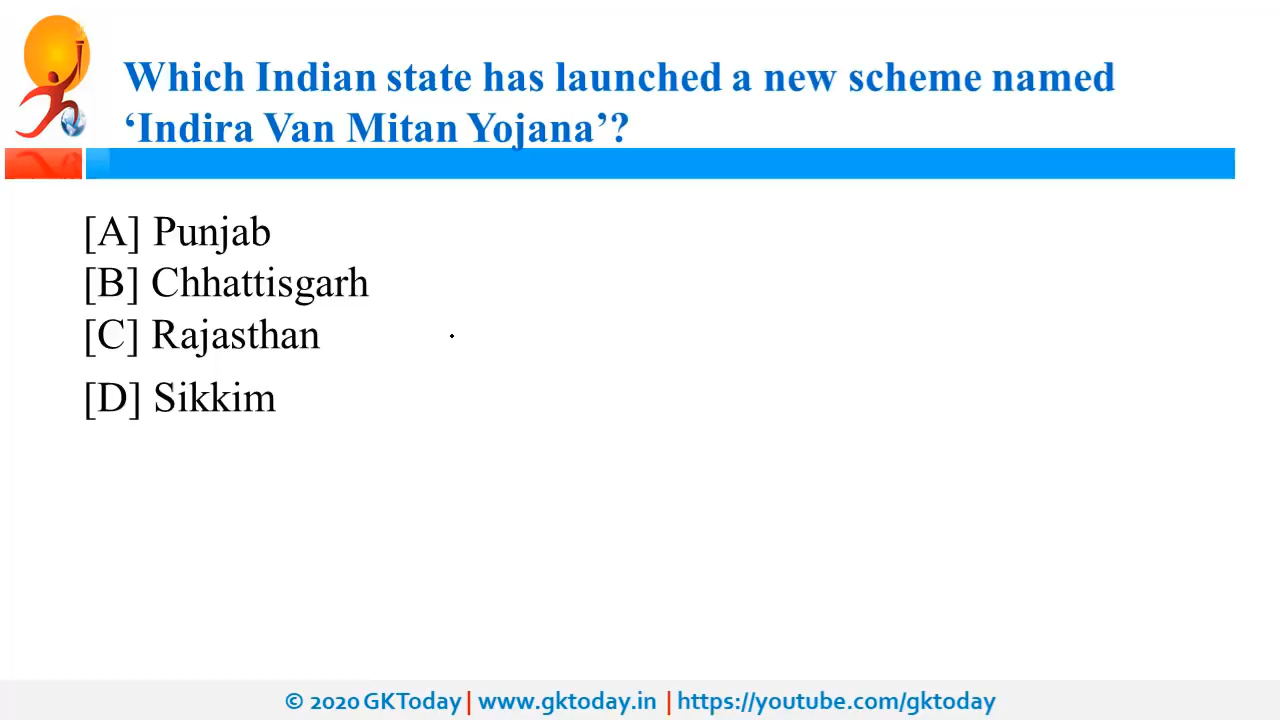 Which Indian state has launched a new scheme named
‘Indira Van Mitan Yojana’?
[A] Punjab
[B] Chhattisgarh
[C] Rajasthan
[D] Sikkim
© 2020 GKToday | www.gktoday.in | https://youtube.com/gktoday